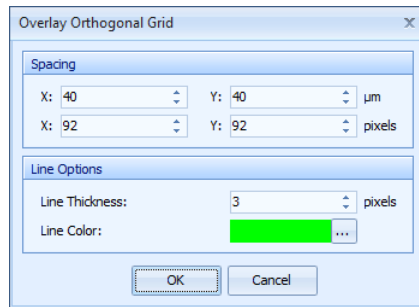 Overlay Orthogonal Grid
Spacing
X: 40 Y: 40 µm
X: 92 Y: 92 pixels
Line Options
Line Thickness: 3 pixels
Line Color: ...
OK Cancel